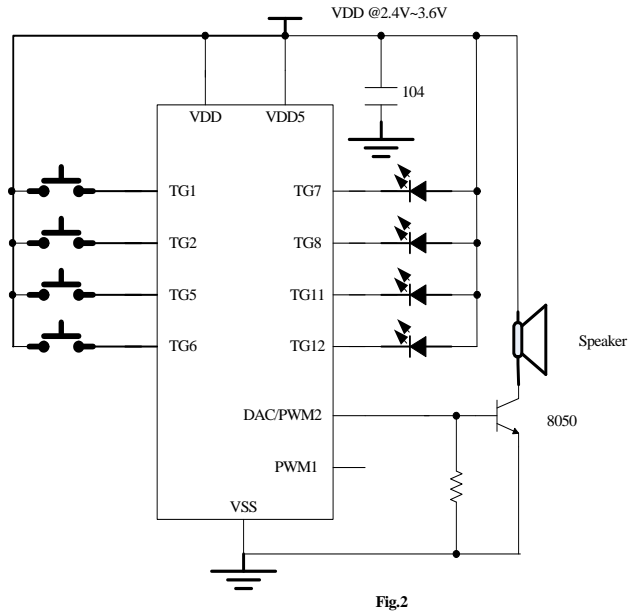 VDD @2.4V~3.6V
104
VDD VDD5
TG1 TG7
TG2 TG8
TG5 TG11
TG6 TG12
Speaker
DAC/PWM2
8050
PWM1
VSS
Fig.2